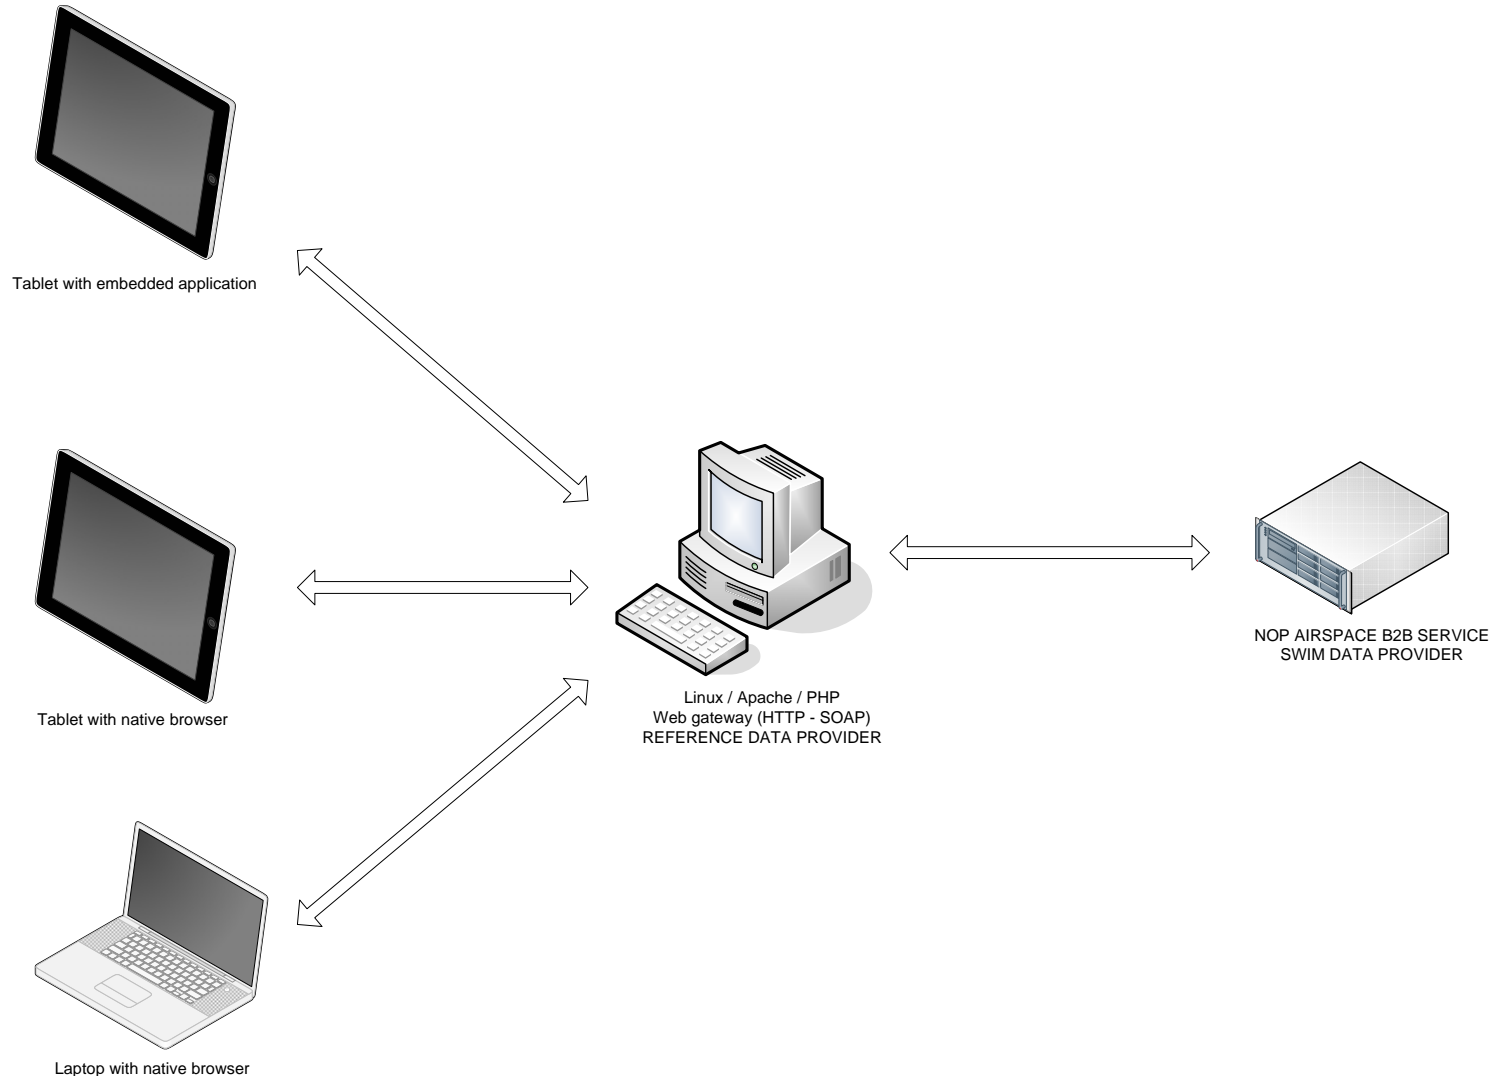 Tablet with embedded application
Tablet with native browser
Linux / Apache / PHP
Web gateway (HTTP - SOAP)
REFERENCE DATA PROVIDER
NOP AIRSPACE B2B SERVICE
SWIM DATA PROVIDER
Laptop with native browser